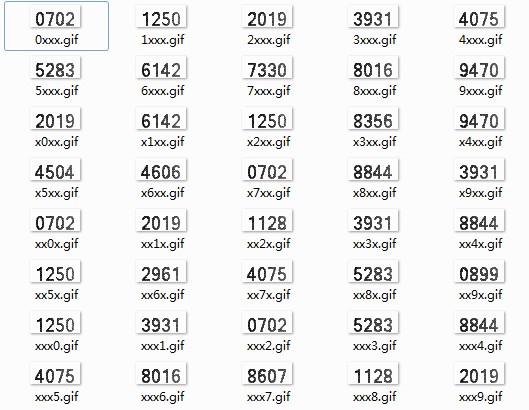 0702 1250 2019 3931 4075
0xxx.gif 1xxx.gif 2xxx.gif 3xxx.gif 4xxx.gif
5283 6142 7330 8016 9470
5xxx.gif 6xxx.gif 7xxx.gif 8xxx.gif 9xxx.gif
2019 6142 1250 8356 9470
x0xx.gif x1xx.gif x2xx.gif x3xx.gif x4xx.gif
4504 4606 0702 8844 3931
x5xx.gif x6xx.gif x7xx.gif x8xx.gif x9xx.gif
0702 2019 1128 3931 8844
xx0x.gif xx1x.gif xx2x.gif xx3x.gif xx4x.gif
1250 2961 4075 5283 0899
xx5x.gif xx6x.gif xx7x.gif xx8x.gif xx9x.gif
1250 3931 0702 5283 8844
xxx0.gif xxx1.gif xxx2.gif xxx3.gif xxx4.gif
4075 8016 8607 1128 2019
xxx5.gif xxx6.gif xxx7.gif xxx8.gif xxx9.gif